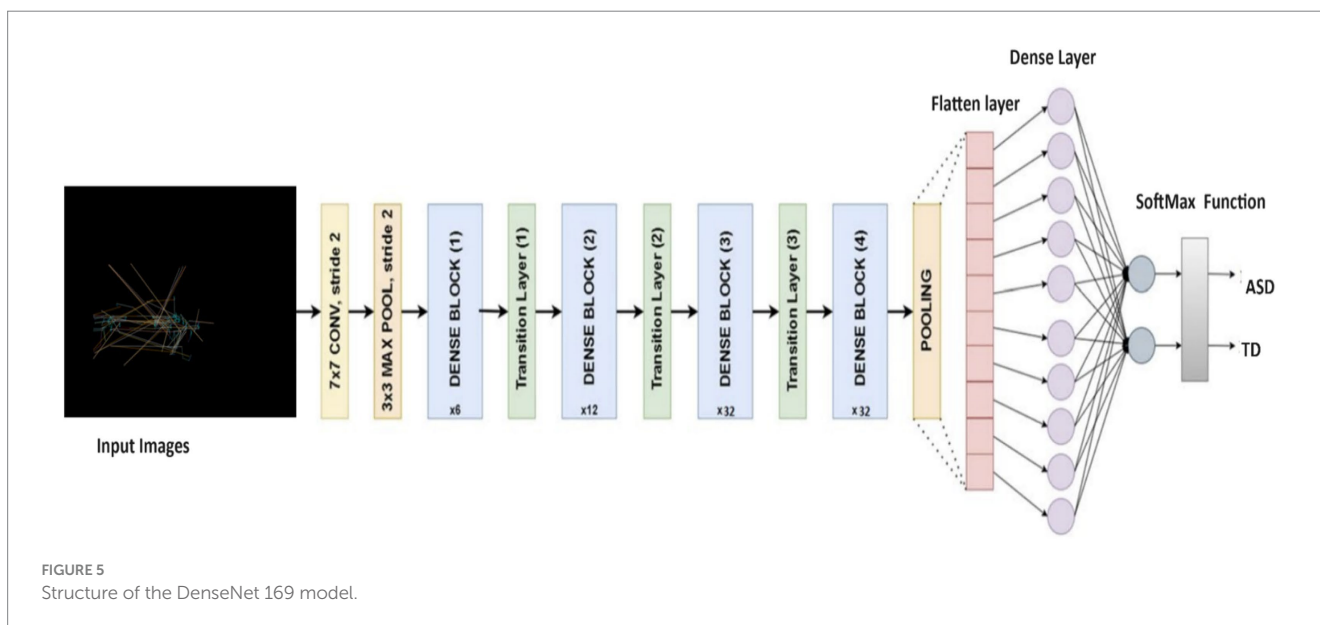 Dense Layer
Flatten layer
SoftMax Function
7x7 CONV, stride 2
3x3 MAX POOL, stride 2
DENSE BLOCK (1)
x6
Transition Layer (1)
DENSE BLOCK (2)
x12
Transition Layer (2)
DENSE BLOCK (3)
x32
Transition Layer (3)
DENSE BLOCK (4)
x32
POOLING
ASD
TD
Input Images
FIGURE 5
Structure of the DenseNet 169 model.